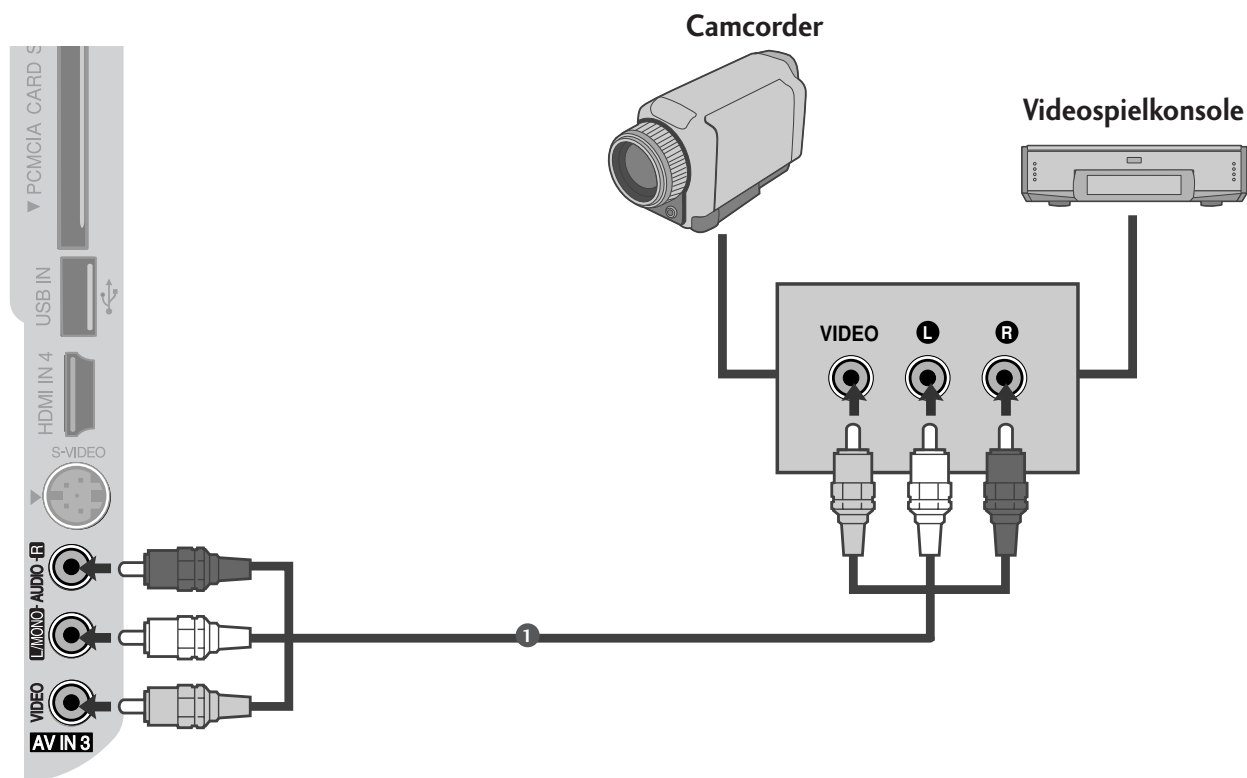 Camcorder
Videospielkonsole
▼ PCMCIA CARD S
USB IN
HDMI IN 4
S-VIDEO
L/MONO - AUDIO - R
VIDEO
AV IN 3
VIDEO L R
1